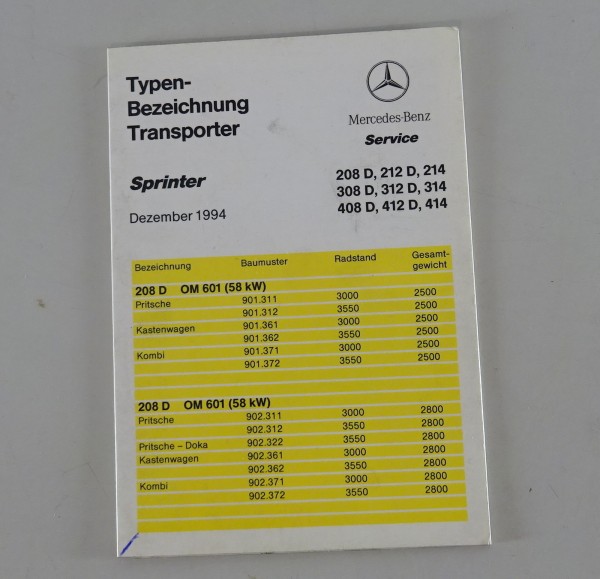 Typen-
Bezeichnung
Transporter
Mercedes-Benz
Service
Sprinter
Dezember 1994
208 D, 212 D, 214
308 D, 312 D, 314
408 D, 412 D, 414
Bezeichnung Baumuster Radstand Gesamt-
gewicht
208 D OM 601 (58 kW)
Pritsche 901.311 3000 2500
901.312 3550 2500
Kastenwagen 901.361 3000 2500
901.362 3550 2500
Kombi 901.371 3000 2500
901.372 3550 2500
208 D OM 601 (58 kW)
Pritsche 902.311 3000 2800
902.312 3550 2800
Pritsche – Doka 902.322 3550 2800
Kastenwagen 902.361 3000 2800
902.362 3550 2800
Kombi 902.371 3000 2800
902.372 3550 2800